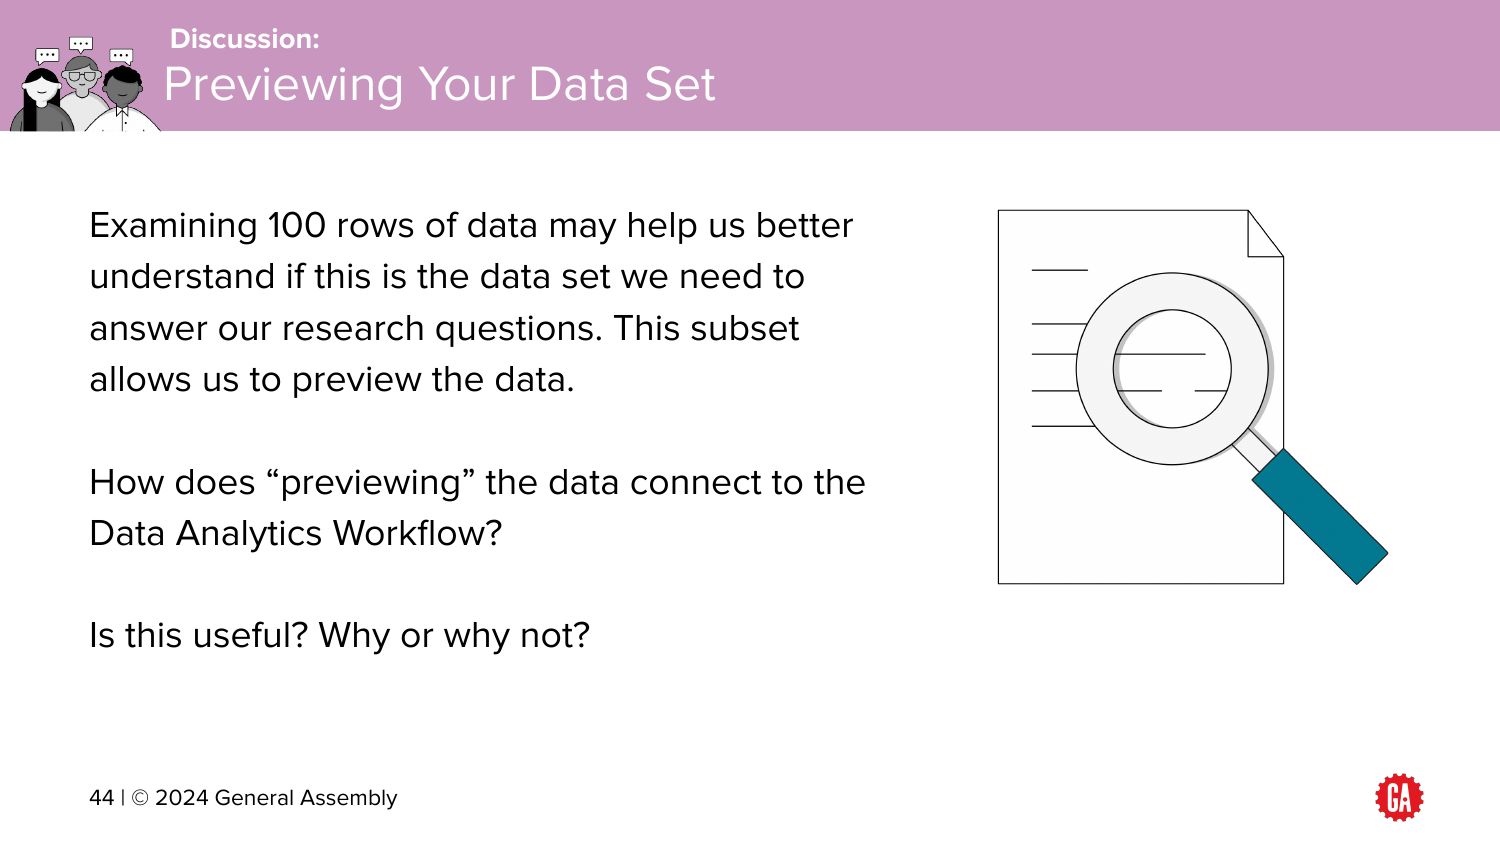 Discussion:
Previewing Your Data Set
Examining 100 rows of data may help us better
understand if this is the data set we need to
answer our research questions. This subset
allows us to preview the data.
How does “previewing” the data connect to the
Data Analytics Workflow?
Is this useful? Why or why not?
44 | © 2024 General Assembly
GA